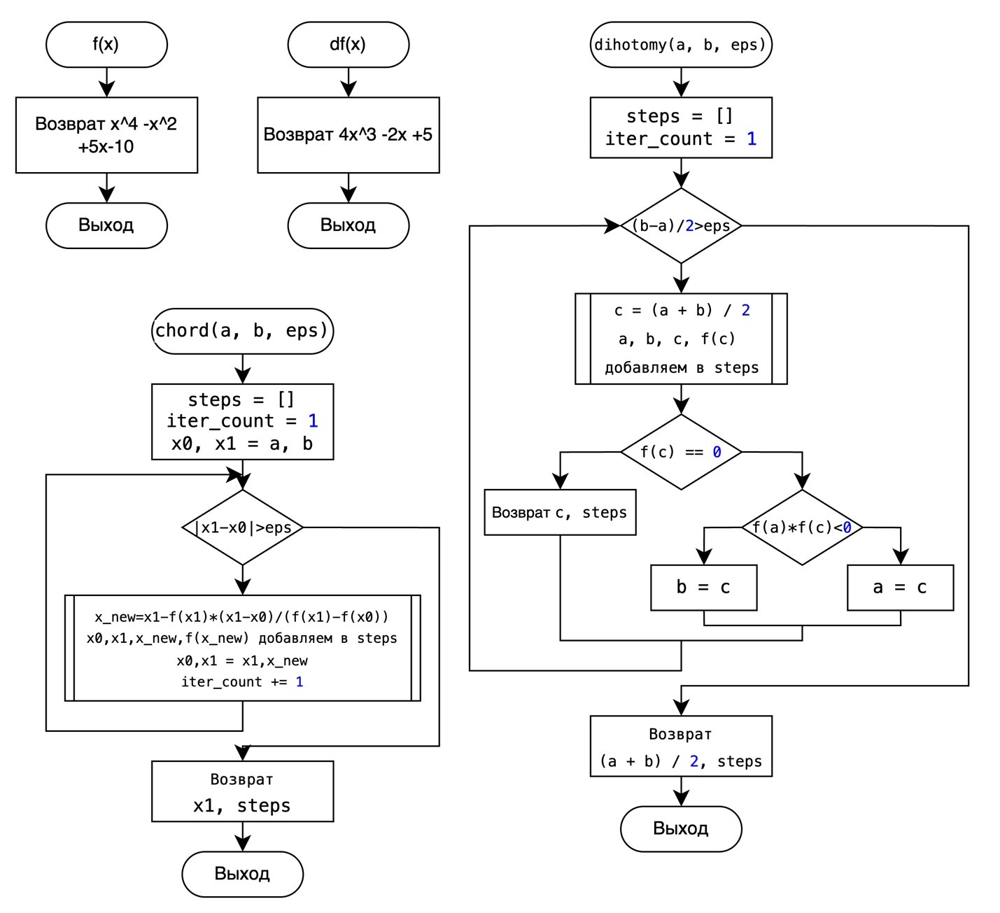 f(x)
Возврат x^4 -x^2
+5x-10
Выход
df(x)
Возврат 4x^3 -2x +5
Выход
chord(a, b, eps)
steps = []
iter_count = 1
x0, x1 = a, b
|x1-x0|>eps
x_new=x1-f(x1)*(x1-x0)/(f(x1)-f(x0))
x0,x1,x_new,f(x_new) добавляем в steps
x0,x1 = x1,x_new
iter_count += 1
Возврат
x1, steps
Выход
dihotomy(a, b, eps)
steps = []
iter_count = 1
(b-a)/2>eps
c = (a + b) / 2
a, b, c, f(c)
добавляем в steps
f(c) == 0
Возврат c, steps
f(a)*f(c)<0
b = c
a = c
Возврат
(a + b) / 2, steps
Выход